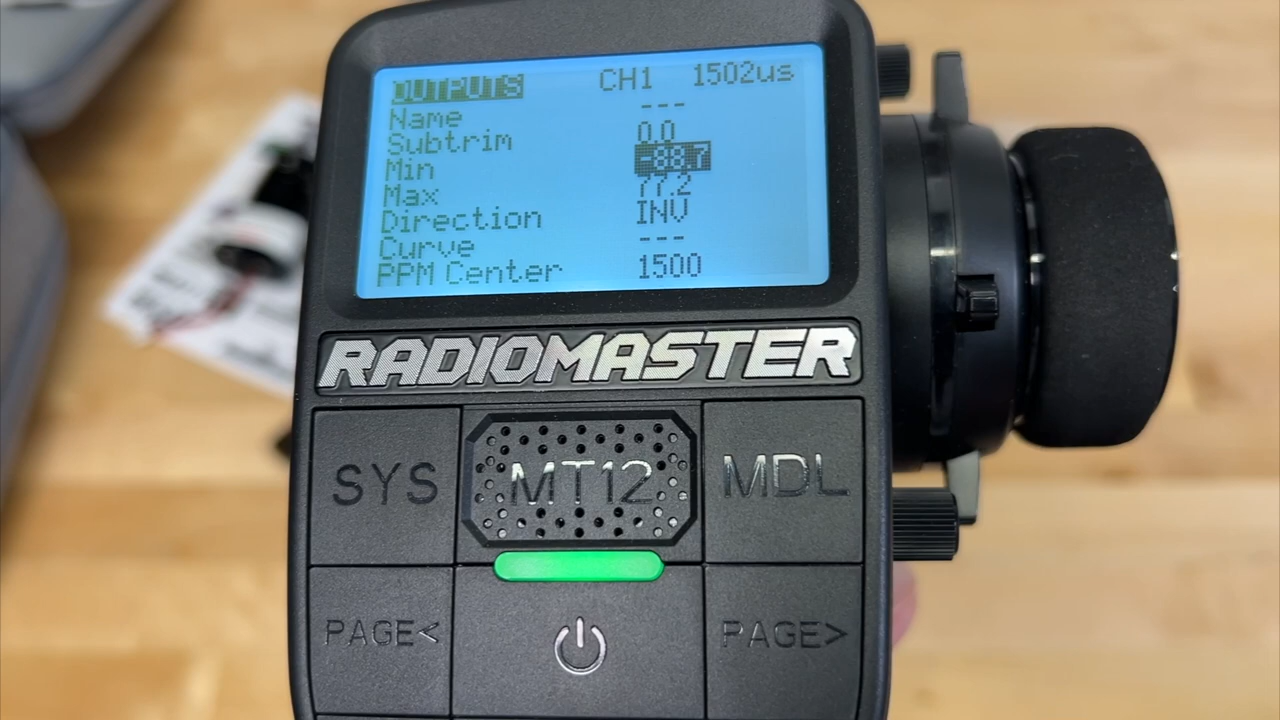 OUTPUTS CH1 1502us
Name ---
Subtrim 0.0
Min -88.7
Max 77.2
Direction INV
Curve ---
PPM Center 1500
RADIOMASTER
SYS MT12 MDL
PAGE< PAGE>